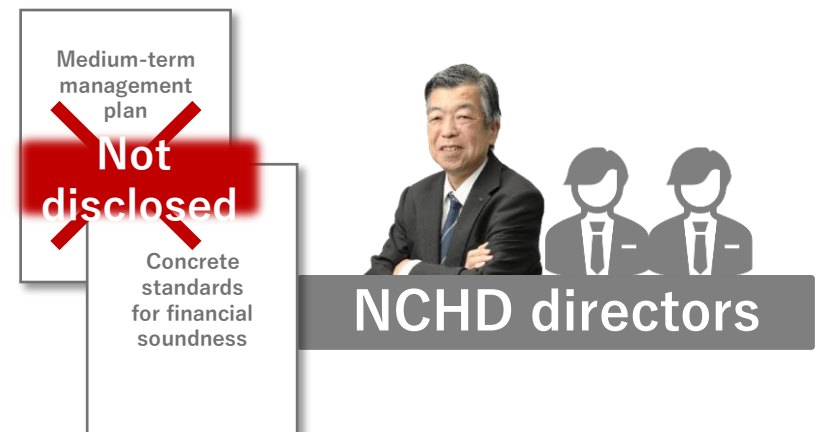 Medium-term
management
plan
Not
disclosed
Concrete
standards
for financial
soundness
NCHD directors